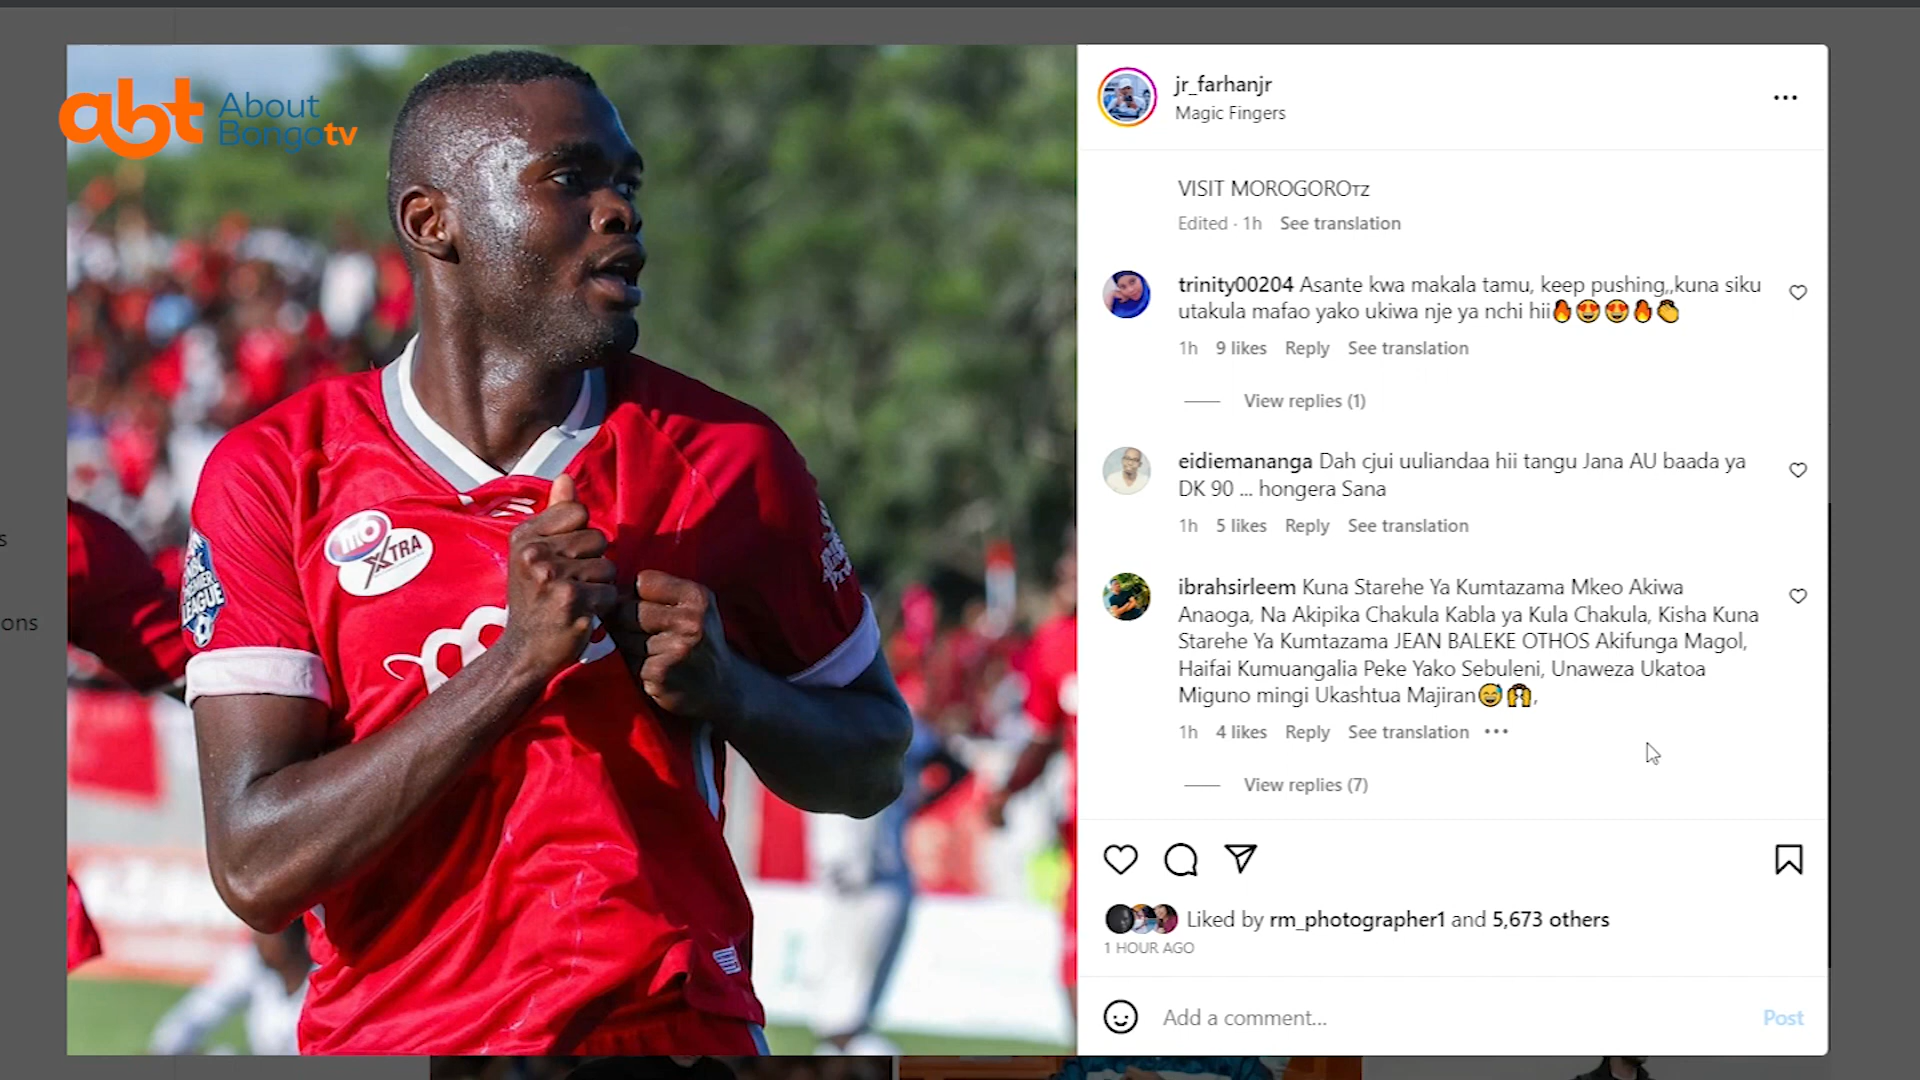 abt About
Bongotv
mo
XTRA
NBC
PREMIER
LEAGUE
s
ons
jr_farhanjr
Magic Fingers
VISIT MOROGOROTZ
Edited · 1h See translation
trinity00204 Asante kwa makala tamu, keep pushing,,kuna siku
utakula mafao yako ukiwa nje ya nchi hii🔥😍😍🔥👏
1h 9 likes Reply See translation
View replies (1)
eidiemananga Dah cjui uuliandaa hii tangu Jana AU baada ya
DK 90 ... hongera Sana
1h 5 likes Reply See translation
ibrahsirleem Kuna Starehe Ya Kumtazama Mkeo Akiwa
Anaoga, Na Akipika Chakula Kabla ya Kula Chakula, Kisha Kuna
Starehe Ya Kumtazama JEAN BALEKE OTHOS Akifunga Magol,
Haifai Kumuangalia Peke Yako Sebuleni, Unaweza Ukatoa
Miguno mingi Ukashtua Majiran😅🙌,
1h 4 likes Reply See translation •••
View replies (7)
Liked by rm_photographer1 and 5,673 others
1 HOUR AGO
Add a comment... Post